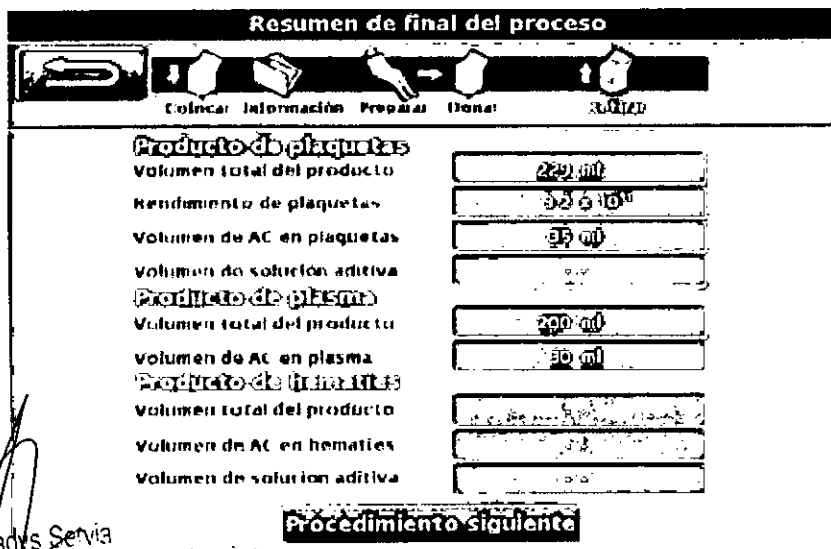 Resumen de final del proceso
Colocar Información Preparar Donar
Producto de plaquetas
Volumen total del producto 229 ml
Rendimiento de plaquetas
Volumen de AC en plaquetas 35 ml
Volumen de solución aditiva
Producto de plasma
Volumen total del producto 200 ml
Volumen de AC en plasma 30 ml
Producto de hematíes
Volumen total del producto
Volumen de AC en hematíes
Volumen de solución aditiva
Procedimiento siguiente
Servia